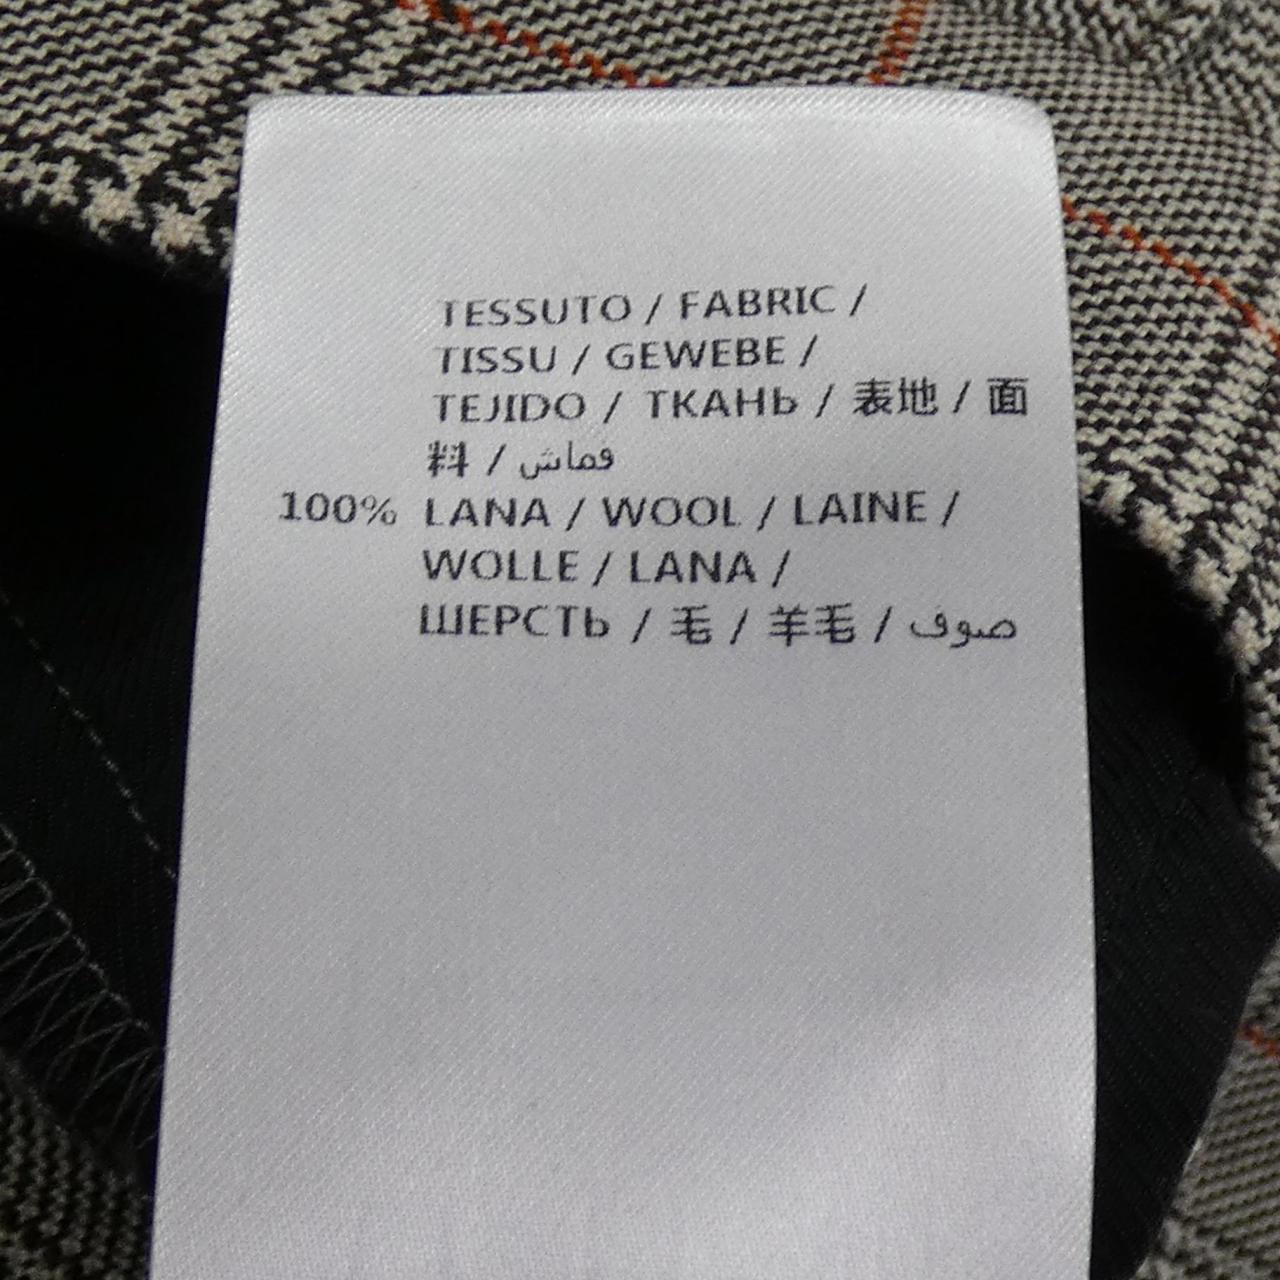 TESSUTO / FABRIC /
TISSU / GEWEBE /
TEJIDO / ТКАНЬ / 表地 / 面
料 / قماش
100% LANA / WOOL / LAINE /
WOLLE / LANA /
ШЕРСТЬ / 毛 / 羊毛 / صوف